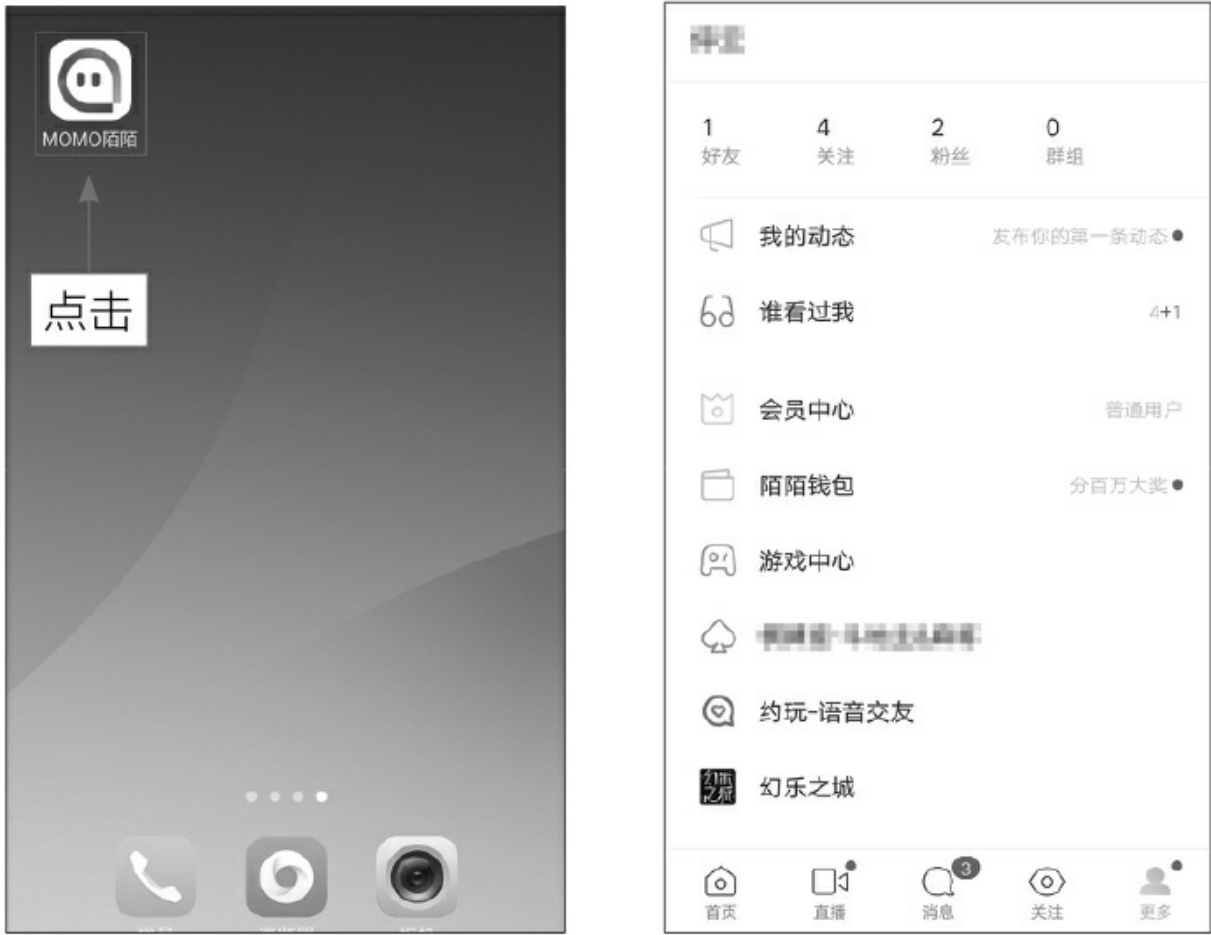 MOMO陌陌
点击
1 4 2 0
好友 关注 粉丝 群组
我的动态 发布你的第一条动态
谁看过我 4+1
会员中心 普通用户
陌陌钱包 分百万大奖
游戏中心
约玩-语音交友
幻乐之城 幻乐之城
3
首页 直播 消息 关注 更多